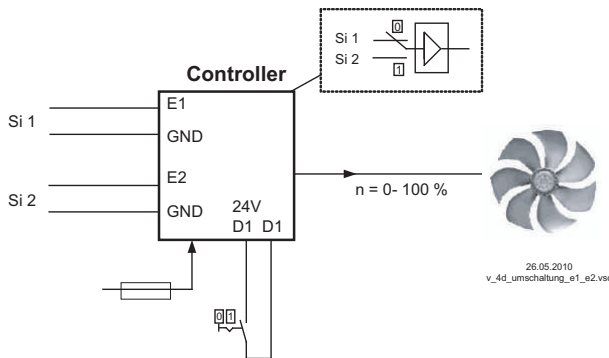 0
Si 1
Si 2
1
Controller
Si 1
E1
GND
Si 2
E2
GND
24V
D1 D1
n = 0- 100 %
0 1
26.05.2010
v_4d_umschaltung_e1_e2.vsd